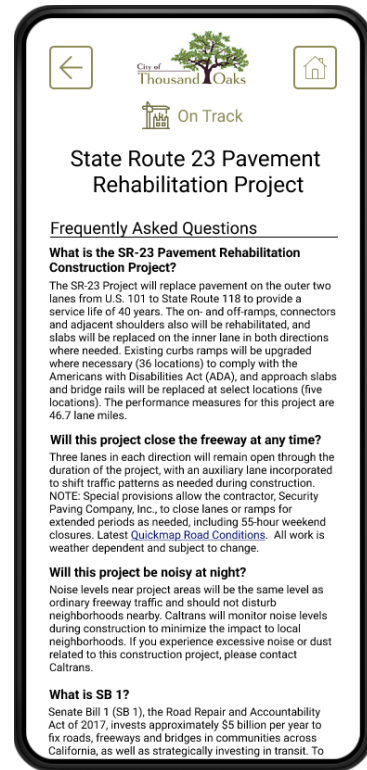 City of
Thousand Oaks
On Track
State Route 23 Pavement
Rehabilitation Project
Frequently Asked Questions
What is the SR-23 Pavement Rehabilitation
Construction Project?
The SR-23 Project will replace pavement on the outer two
lanes from U.S. 101 to State Route 118 to provide a
service life of 40 years. The on- and off-ramps, connectors
and adjacent shoulders also will be rehabilitated, and
slabs will be replaced on the inner lane in both directions
where needed. Existing curbs ramps will be upgraded
where necessary (36 locations) to comply with the
Americans with Disabilities Act (ADA), and approach slabs
and bridge rails will be replaced at select locations (five
locations). The performance measures for this project are
46.7 lane miles.
Will this project close the freeway at any time?
Three lanes in each direction will remain open through the
duration of the project, with an auxiliary lane incorporated
to shift traffic patterns as needed during construction.
NOTE: Special provisions allow the contractor, Security
Paving Company, Inc., to close lanes or ramps for
extended periods as needed, including 55-hour weekend
closures. Latest Quickmap Road Conditions. All work is
weather dependent and subject to change.
Will this project be noisy at night?
Noise levels near project areas will be the same level as
ordinary freeway traffic and should not disturb
neighborhoods nearby. Caltrans will monitor noise levels
during construction to minimize the impact to local
neighborhoods. If you experience excessive noise or dust
related to this construction project, please contact
Caltrans.
What is SB 1?
Senate Bill 1 (SB 1), the Road Repair and Accountability
Act of 2017, invests approximately $5 billion per year to
fix roads, freeways and bridges in communities across
California, as well as strategically investing in transit. To